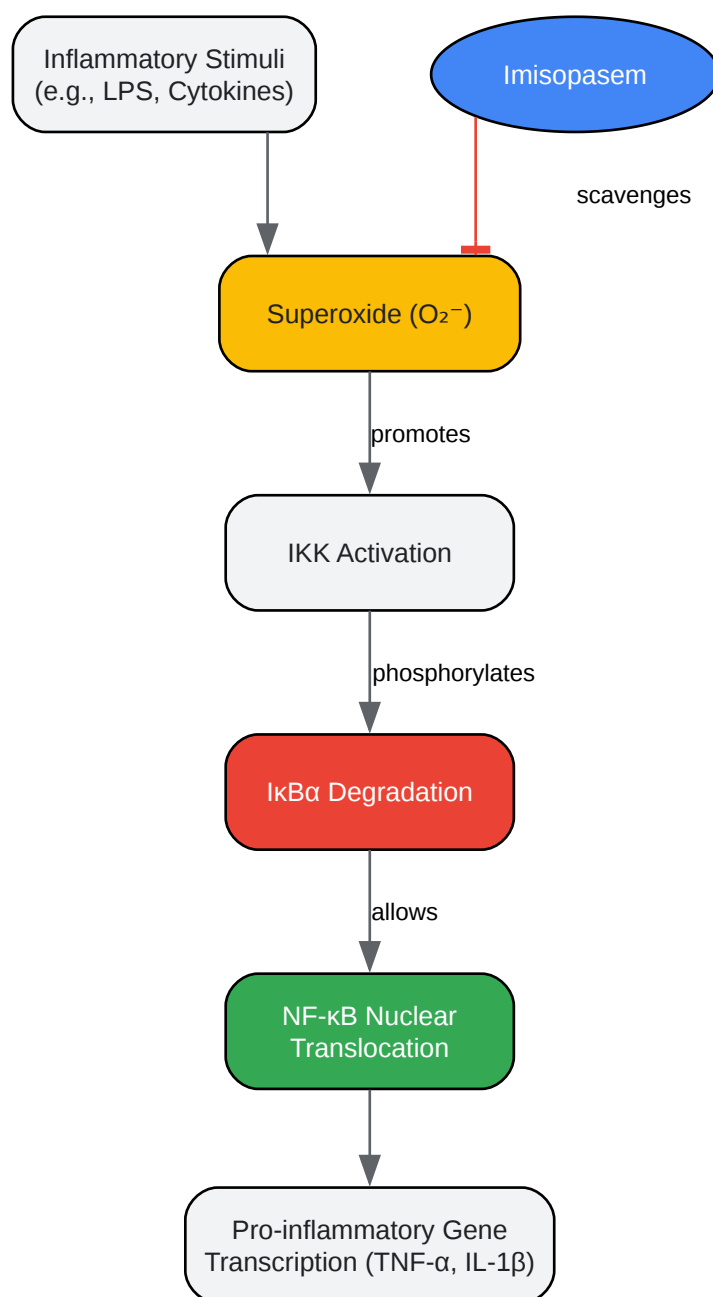 Inflammatory Stimuli
(e.g., LPS, Cytokines)
Imisopasem
scavenges
Superoxide (O₂⁻)
promotes
IKK Activation
phosphorylates
IκBα Degradation
allows
NF-κB Nuclear
Translocation
Pro-inflammatory Gene
Transcription (TNF-α, IL-1β)